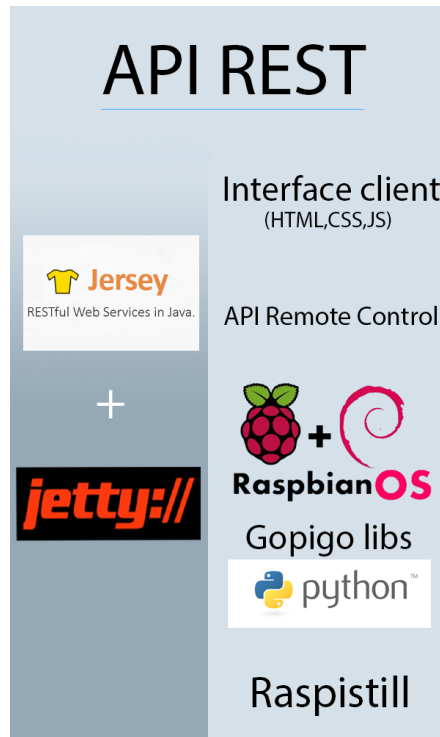 API REST
Interface client
(HTML,CSS,JS)
Jersey
RESTful Web Services in Java.
API Remote Control
+
+
RaspbianOS
jetty://
Gopigo libs
python™
Raspistill